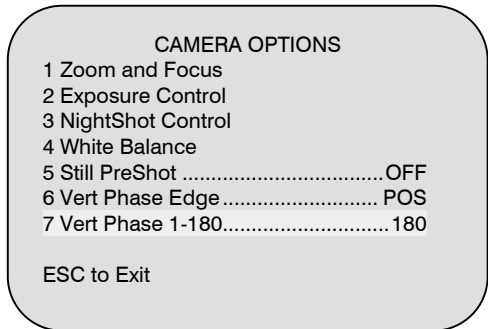 CAMERA OPTIONS
1 Zoom and Focus
2 Exposure Control
3 NightShot Control
4 White Balance
5 Still PreShot ..................................OFF
6 Vert Phase Edge.......................... POS
7 Vert Phase 1-180............................180
ESC to Exit